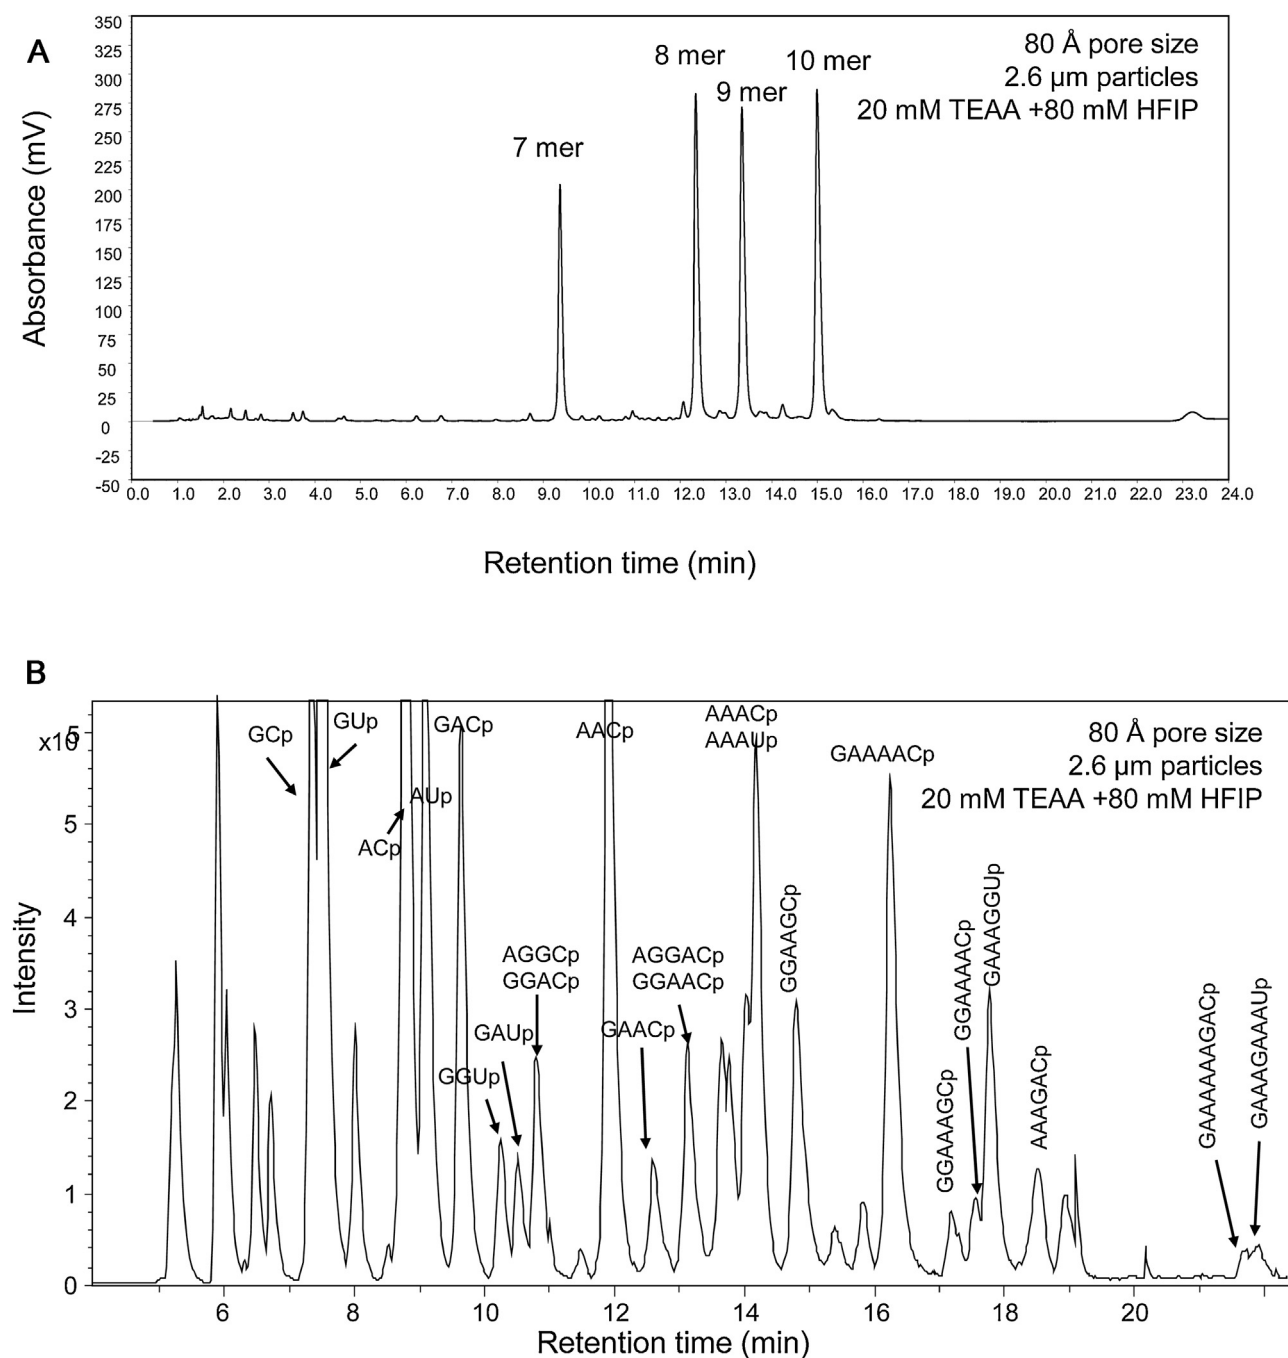 A
350
325
300
275
250
225
200
175
150
125
100
75
50
25
0
-25
-50
Absorbance (mV)
7 mer
8 mer
9 mer
10 mer
80 Å pore size
2.6 µm particles
20 mM TEAA +80 mM HFIP
0.0 1.0 2.0 3.0 4.0 5.0 6.0 7.0 8.0 9.0 10.0 11.0 12.0 13.0 14.0 15.0 16.0 17.0 18.0 19.0 20.0 21.0 22.0 23.0 24.0
Retention time (min)
B
x10
5
5
4
3
2
1
0
Intensity
GCp
GUp
ACp
AUp
GACp
GGUp
GAUp
AGGCp
GGACp
AACp
GAACp
AGGACp
GGAACp
AAACp
AAAUp
GGAAGCp
GAAAACp
GGAAAGCp
GGAAAACp
GAAAGGUp
AAAGACp
GAAAAAGACp
GAAAGAAAUp
80 Å pore size
2.6 µm particles
20 mM TEAA +80 mM HFIP
6 8 10 12 14 16 18 20
Retention time (min)